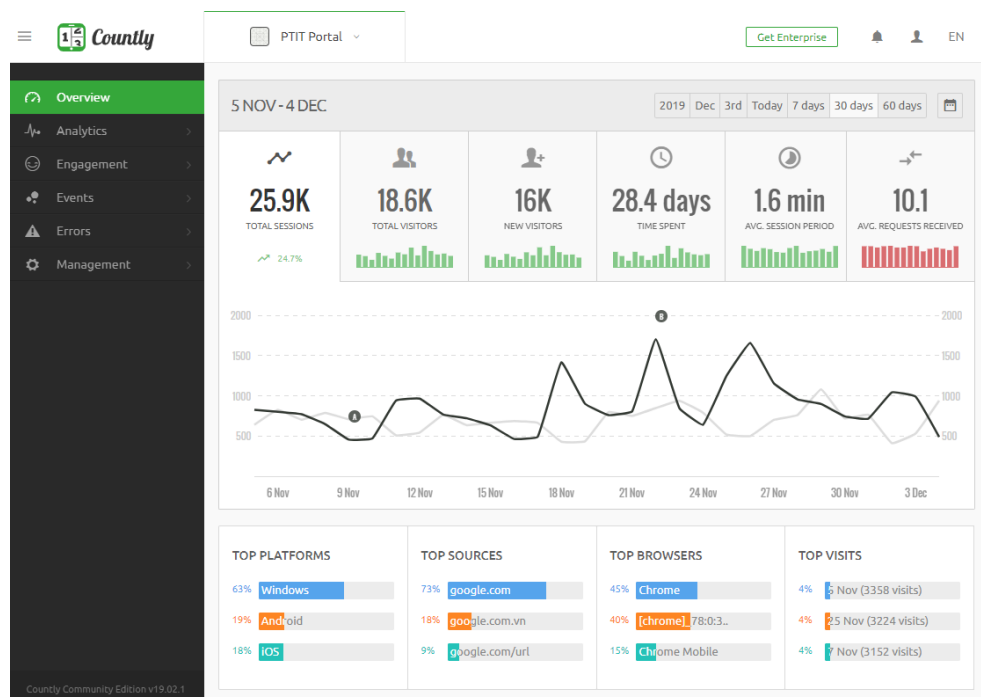 Countly
PTIT Portal
Get Enterprise
EN
Overview
Analytics
Engagement
Events
Errors
Management
Countly Community Edition v19.02.1
5 NOV - 4 DEC
2019 Dec 3rd Today 7 days 30 days 60 days
25.9K
TOTAL SESSIONS
24.7%
18.6K
TOTAL VISITORS
16K
NEW VISITORS
28.4 days
TIME SPENT
1.6 min
AVG. SESSION PERIOD
10.1
AVG. REQUESTS RECEIVED
2000 2000
1500 1500
1000 1000
500 500
A
B
6 Nov 9 Nov 12 Nov 15 Nov 18 Nov 21 Nov 24 Nov 27 Nov 30 Nov 3 Dec
TOP PLATFORMS
63% Windows
19% Android
18% iOS
TOP SOURCES
73% google.com
18% google.com.vn
9% google.com/url
TOP BROWSERS
45% Chrome
40% [chrome]_78:0:3..
15% Chrome Mobile
TOP VISITS
4% 5 Nov (3358 visits)
4% 25 Nov (3224 visits)
4% 7 Nov (3152 visits)